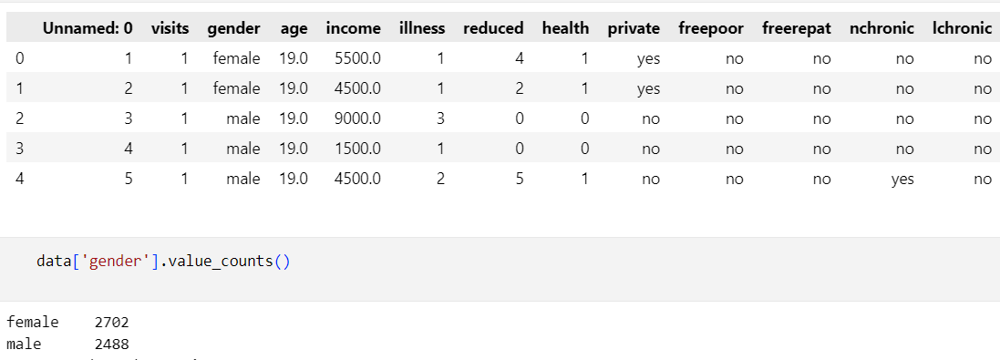 Unnamed: 0 visits gender age income illness reduced health private freepoor freerepat nchronic lchronic
0 1 1 female 19.0 5500.0 1 4 1 yes no no no no
1 2 1 female 19.0 4500.0 1 2 1 yes no no no no
2 3 1 male 19.0 9000.0 3 0 0 no no no no no
3 4 1 male 19.0 1500.0 1 0 0 no no no no no
4 5 1 male 19.0 4500.0 2 5 1 no no no yes no
data['gender'].value_counts()
female 2702
male 2488